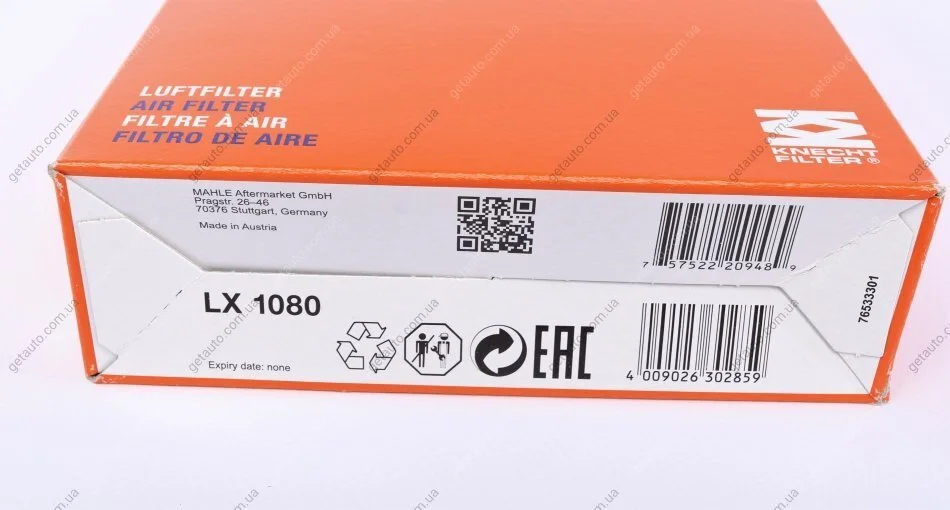 LUFTFILTER
AIR FILTER
FILTRE À AIR
FILTRO DE AIRE
KNECHT
FILTER®
MAHLE Aftermarket GmbH
Pragstr. 26–46
70376 Stuttgart, Germany
Made in Austria
7 57522 20948 9
LX 1080
76533301
Expiry date: none
EAC
4 009026 302859
getauto.com.ua